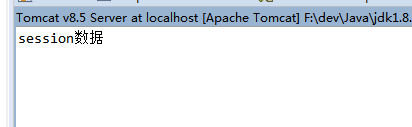 Tomcat v8.5 Server at localhost [Apache Tomcat] F:\dev\Java\jdk1.8.
session数据